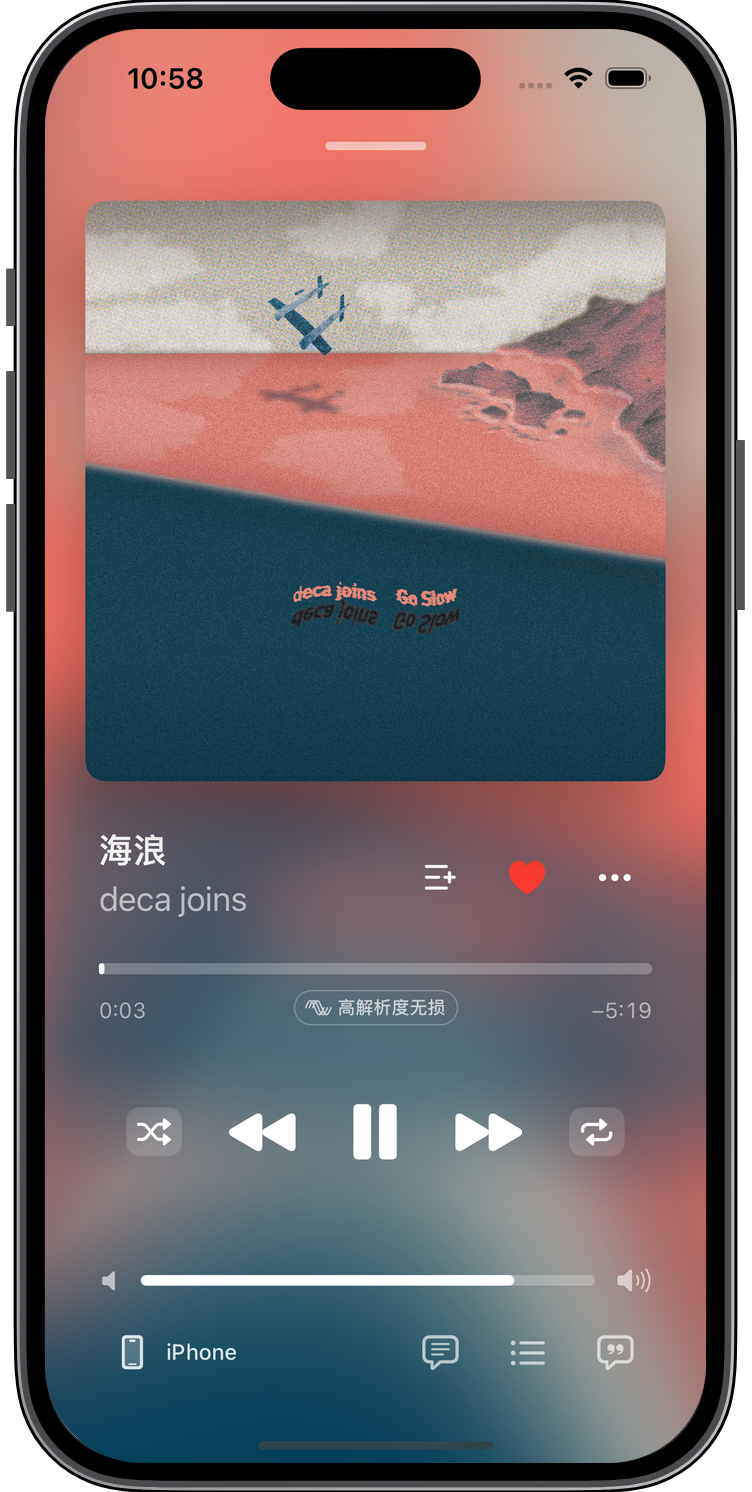 10:58
deca joins Go Slow
deca joins Go Slow
海浪
deca joins
0:03
高解析度无损
–5:19
iPhone